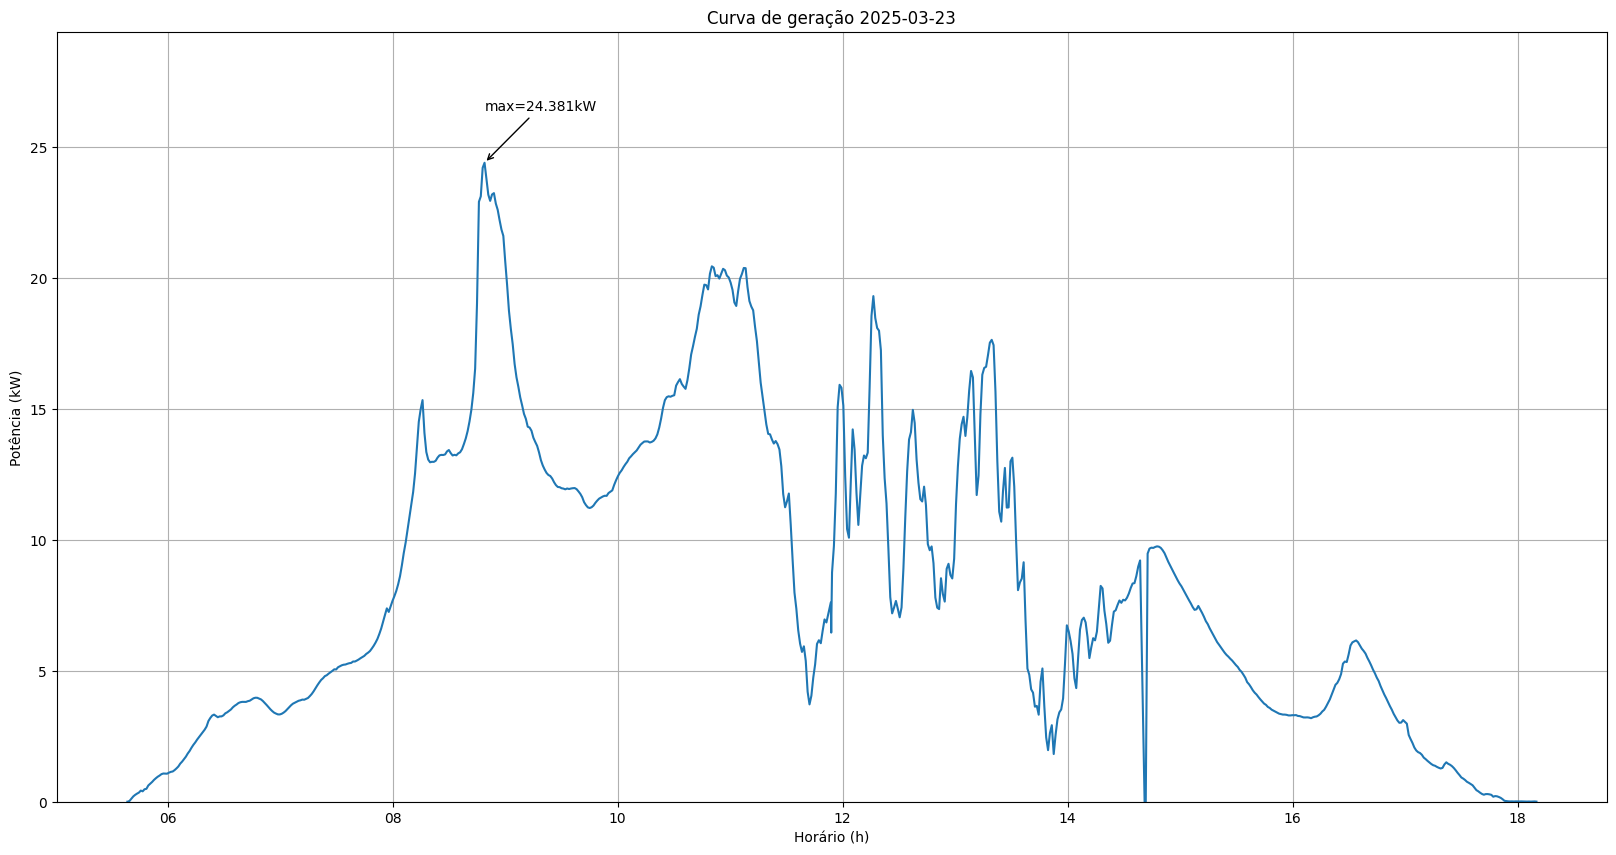 Curva de geração 2025-03-23
max=24.381kW
Potência (kW)
25
20
15
10
5
0
06 08 10 12 14 16 18
Horário (h)